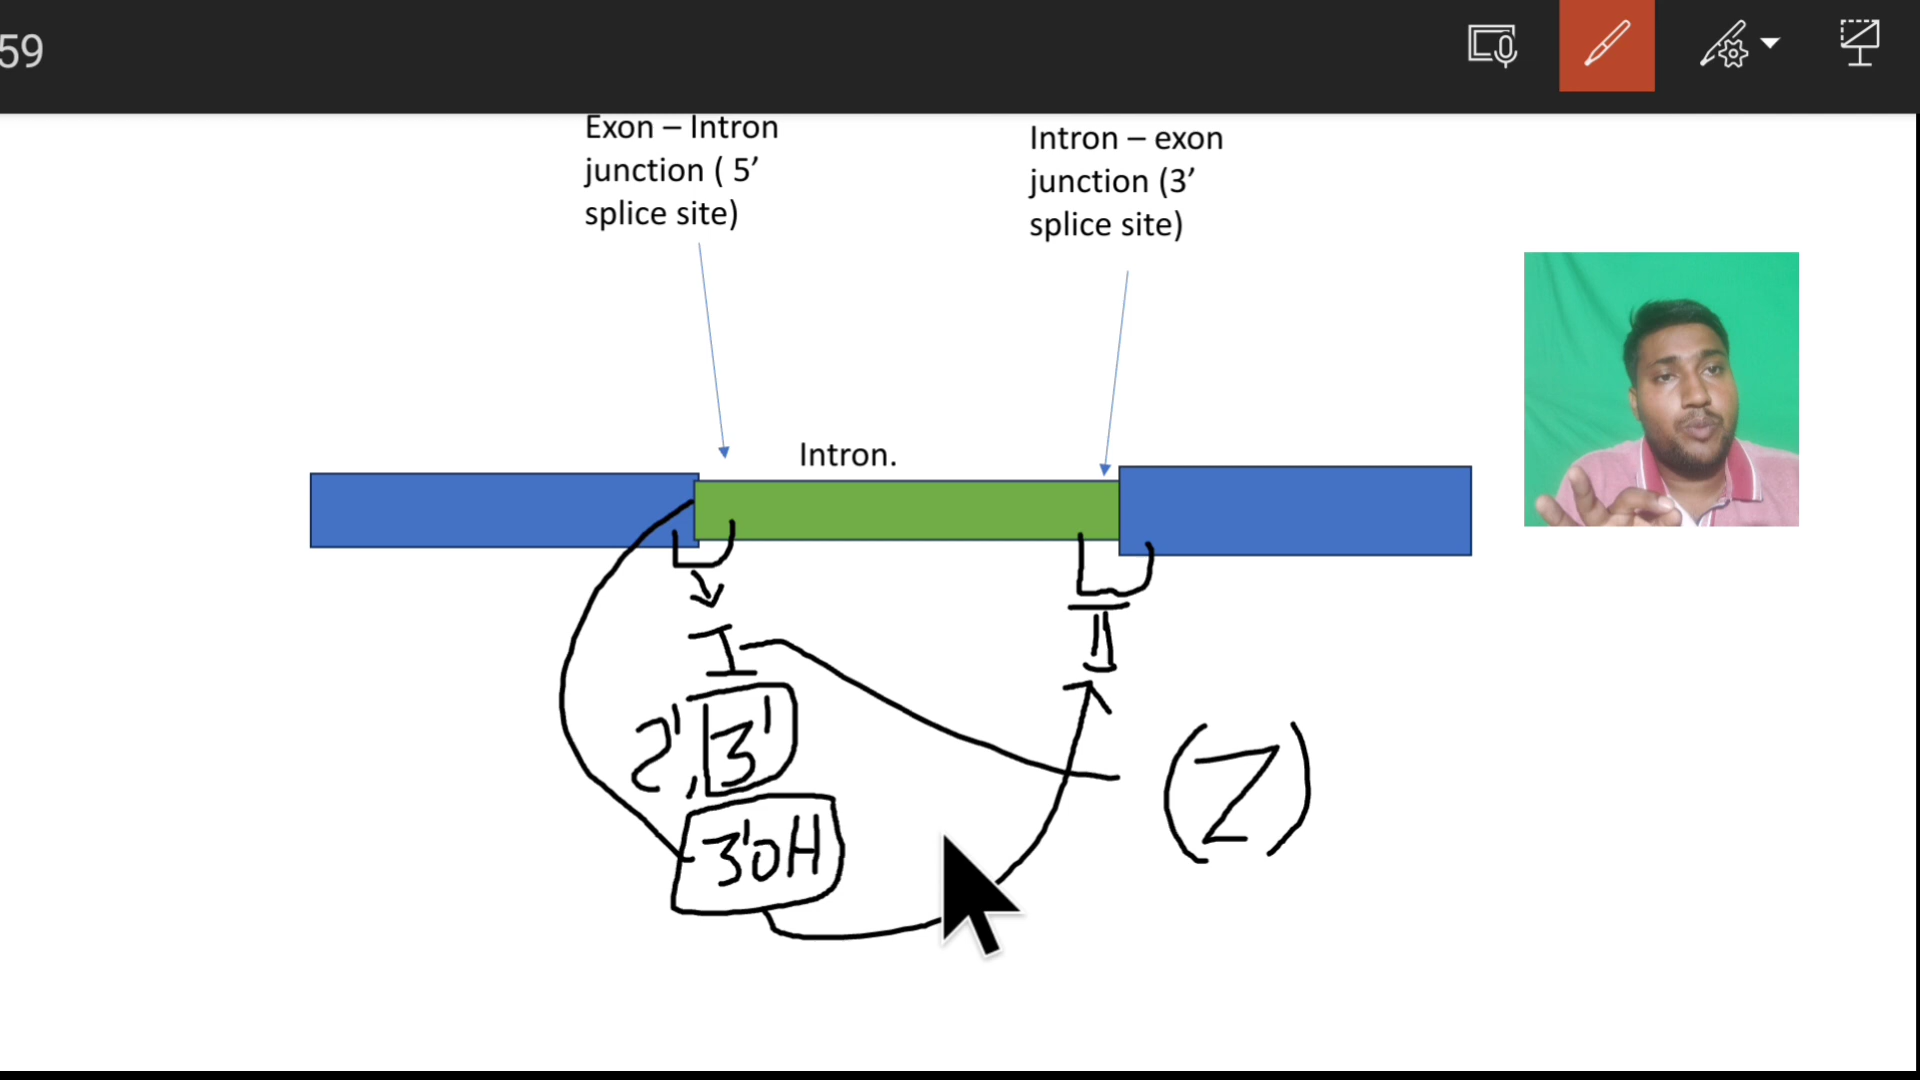 59
Exon – Intron
junction ( 5’
splice site)
Intron – exon
junction (3’
splice site)
Intron.
I
II
2', 3'
3'OH
(Z)